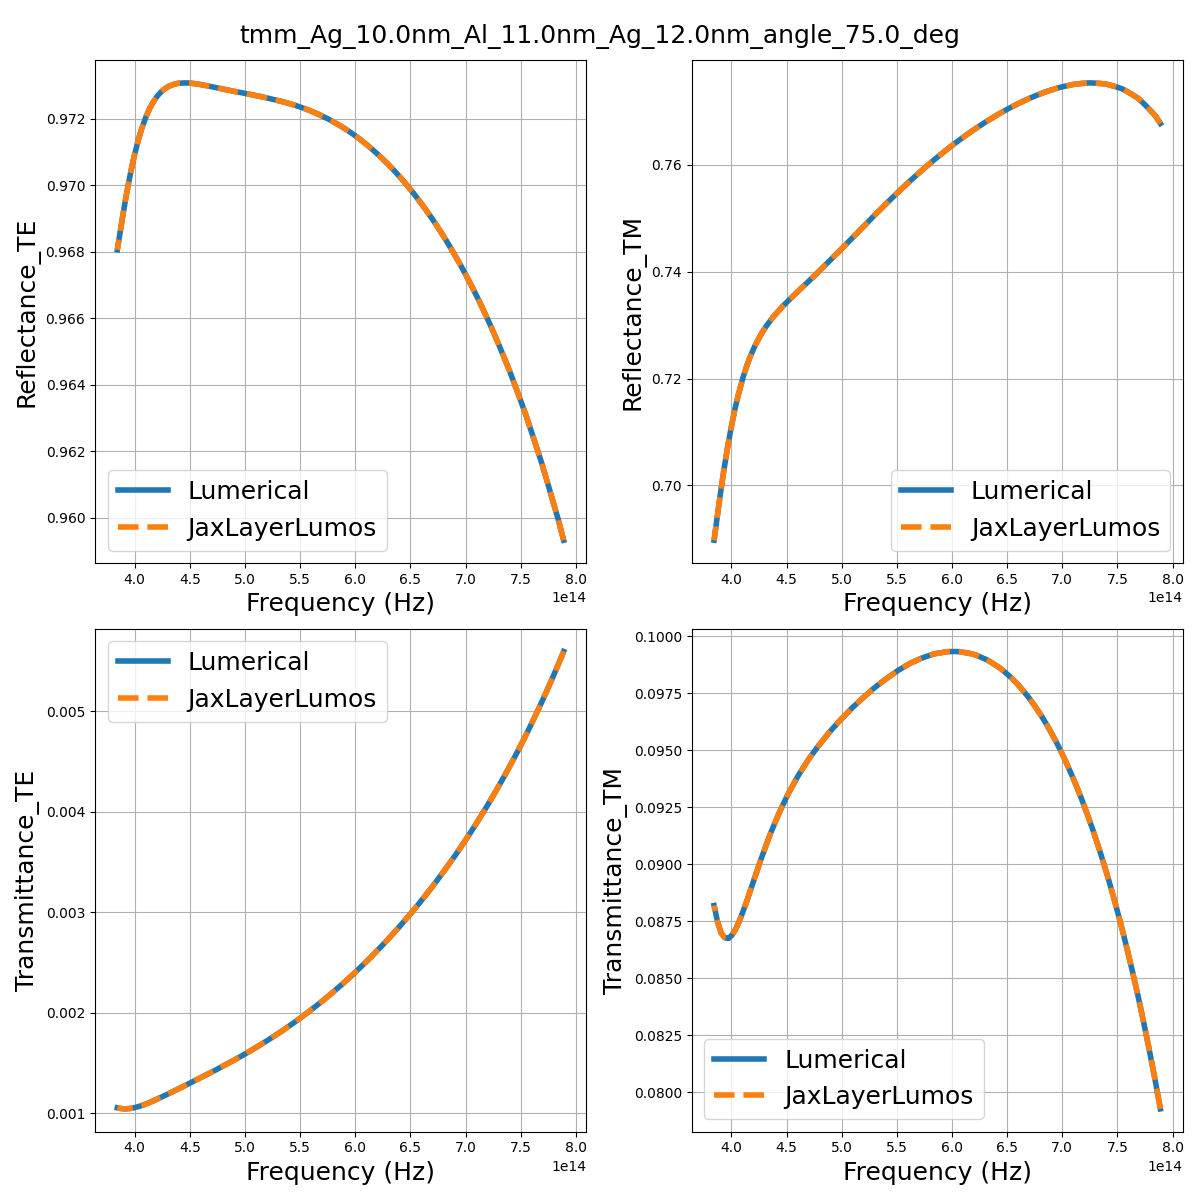 tmm_Ag_10.0nm_Al_11.0nm_Ag_12.0nm_angle_75.0_deg
Reflectance_TE
0.972
0.970
0.968
0.966
0.964
0.962
0.960
Lumerical
JaxLayerLumos
4.0 4.5 5.0 5.5 6.0 6.5 7.0 7.5 8.0
1e14
Frequency (Hz)
Reflectance_TM
0.76
0.74
0.72
0.70
Lumerical
JaxLayerLumos
4.0 4.5 5.0 5.5 6.0 6.5 7.0 7.5 8.0
1e14
Frequency (Hz)
Transmittance_TE
0.005
0.004
0.003
0.002
0.001
Lumerical
JaxLayerLumos
4.0 4.5 5.0 5.5 6.0 6.5 7.0 7.5 8.0
1e14
Frequency (Hz)
Transmittance_TM
0.1000
0.0975
0.0950
0.0925
0.0900
0.0875
0.0850
0.0825
0.0800
Lumerical
JaxLayerLumos
4.0 4.5 5.0 5.5 6.0 6.5 7.0 7.5 8.0
1e14
Frequency (Hz)